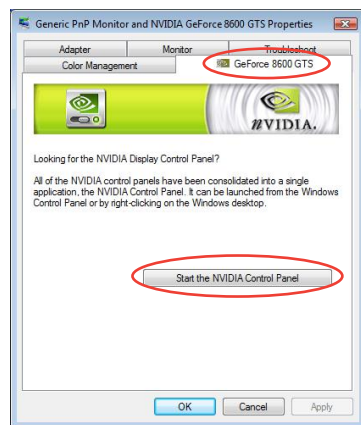 Generic PnP Monitor and NVIDIA GeForce 8600 GTS Properties
Adapter Monitor Troubleshoot
Color Management GeForce 8600 GTS
NVIDIA.
Looking for the NVIDIA Display Control Panel?
All of the NVIDIA control panels have been consolidated into a single
application, the NVIDIA Control Panel. It can be launched from the Windows
Control Panel or by right-clicking on the Windows desktop.
Start the NVIDIA Control Panel
OK Cancel Apply